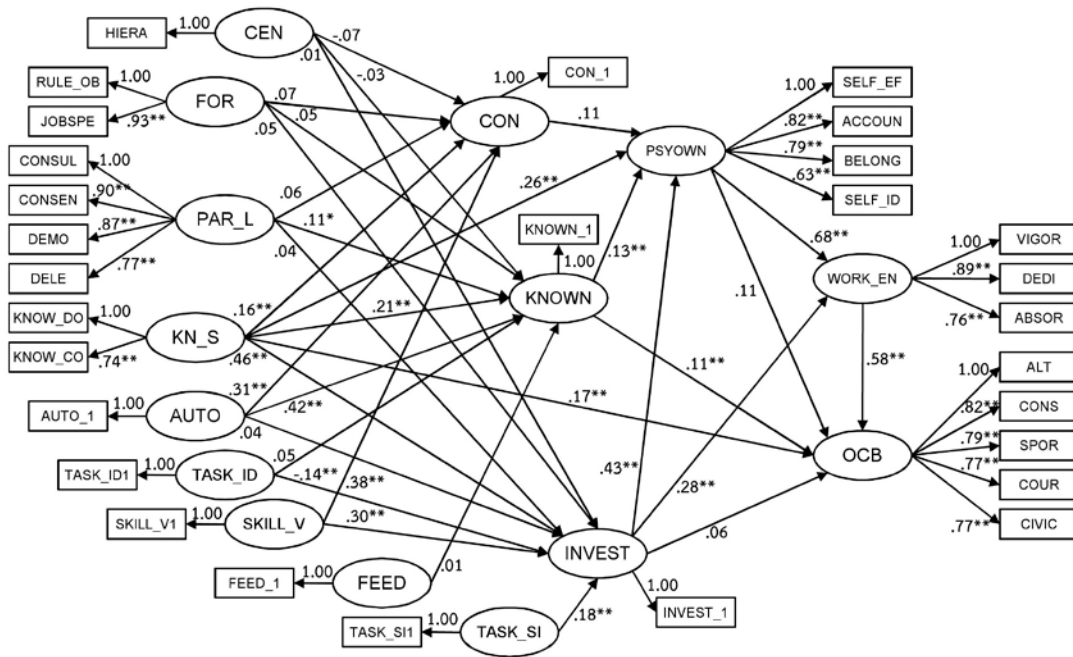 HIERA
1.00
CEN
-.07
.01
-.03
RULE_OB
1.00
FOR
JOBSPE
.93**
.07
.05
.05
1.00
CON_1
CON
.11
CONSUL
1.00
CONSEN
.90**
DEMO
.87**
DELE
.77**
PAR_L
.06
.11*
.04
KNOW_DO
1.00
KNOW_CO
.74**
KN_S
.16**
.26**
.21**
.46**
.17**
AUTO_1
1.00
AUTO
.31**
.42**
.04
TASK_ID1
1.00
TASK_ID
.05
-.14**
SKILL_V1
1.00
SKILL_V
.38**
.30**
FEED_1
1.00
FEED
.01
TASK_SI1
1.00
TASK_SI
.18**
KNOWN_1
1.00
KNOWN
.13**
.11**
INVEST
1.00
INVEST_1
.43**
.28**
.06
PSYOWN
1.00
SELF_EF
.82**
ACCOUN
.79**
BELONG
.63**
SELF_ID
.68**
.11
WORK_EN
1.00
VIGOR
.89**
DEDI
.76**
ABSOR
.58**
OCB
1.00
ALT
.82**
CONS
.79**
SPOR
.77**
COUR
.77**
CIVIC